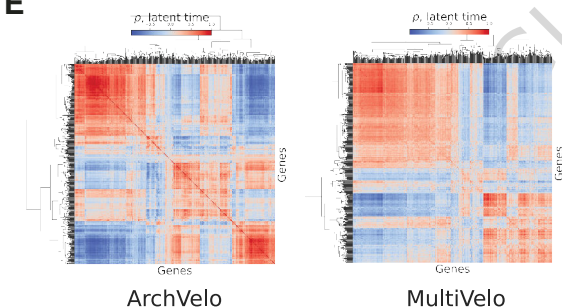 E
ρ, latent time
ρ, latent time
Genes
Genes
Genes
Genes
ArchVelo
MultiVelo